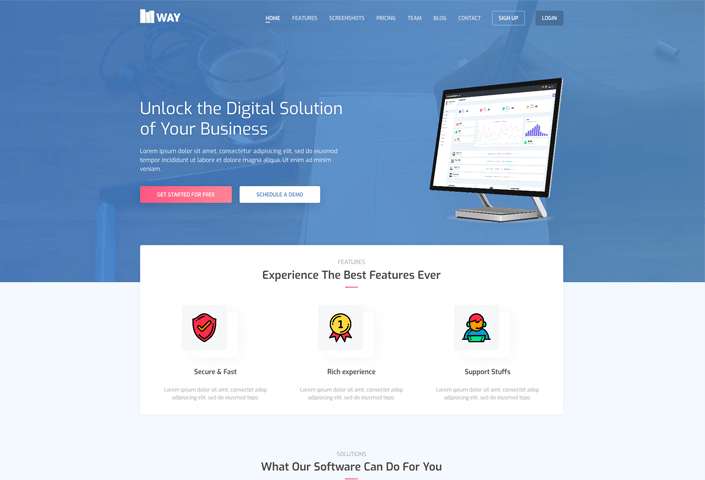 WAY
HOME FEATURES SCREENSHOTS PRICING TEAM BLOG CONTACT SIGN UP LOGIN
Unlock the Digital Solution
of Your Business
Lorem ipsum dolor sit amet, consectetur adipisicing elit, sed do eiusmod
tempor incididunt ut labore et dolore magna aliqua. Ut enim ad minim
veniam.
GET STARTED FOR FREE SCHEDULE A DEMO
FEATURES
Experience The Best Features Ever
1
Secure & Fast Rich experience Support Stuffs
Lorem ipsum dolor sit amt, consectet adop Lorem ipsum dolor sit amt, consectet adop Lorem ipsum dolor sit amt, consectet adop
adipisicing elit, sed do eiusmod tepo. adipisicing elit, sed do eiusmod tepo. adipisicing elit, sed do eiusmod tepo.
SOLUTIONS
What Our Software Can Do For You